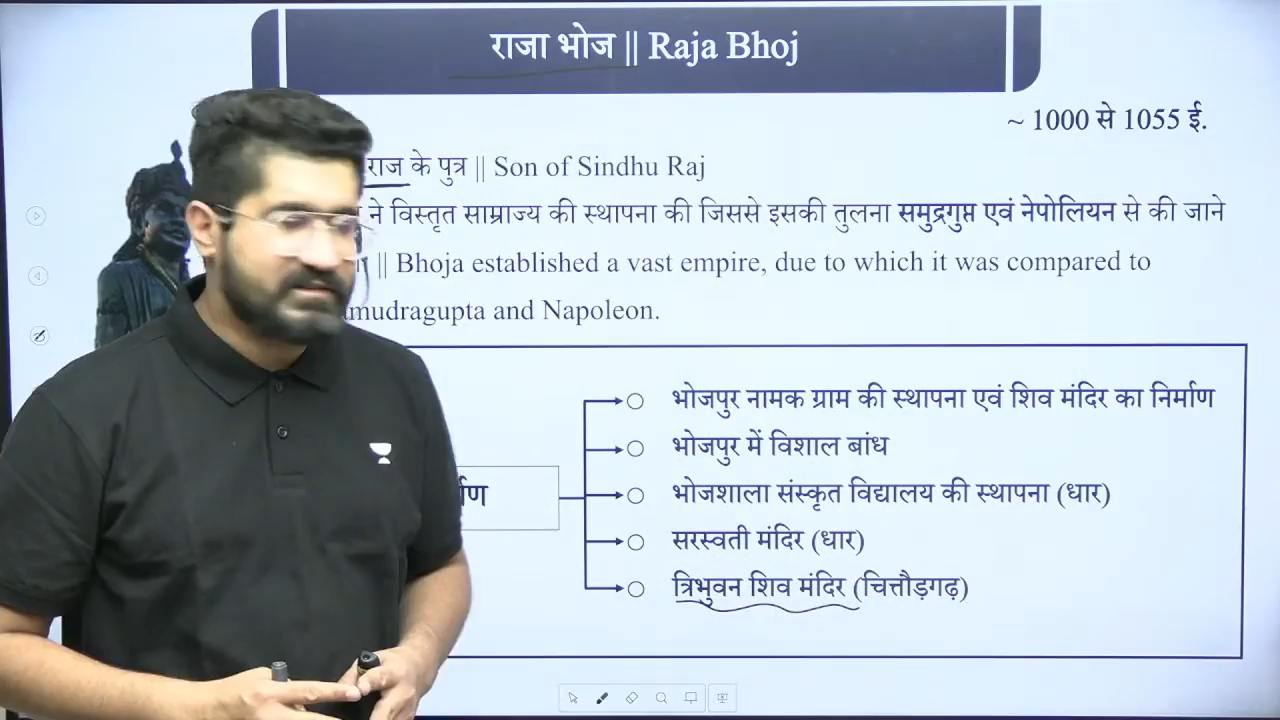 राजा भोज || Raja Bhoj
~ 1000 से 1055 ई.
राज के पुत्र || Son of Sindhu Raj
ने विस्तृत साम्राज्य की स्थापना की जिससे इसकी तुलना समुद्रगुप्त एवं नेपोलियन से की जाने
|| Bhoja established a vast empire, due to which it was compared to
mudragupta and Napoleon.
भोजपुर नामक ग्राम की स्थापना एवं शिव मंदिर का निर्माण
भोजपुर में विशाल बांध
भोजशाला संस्कृत विद्यालय की स्थापना (धार)
सरस्वती मंदिर (धार)
त्रिभुवन शिव मंदिर (चित्तौड़गढ़)